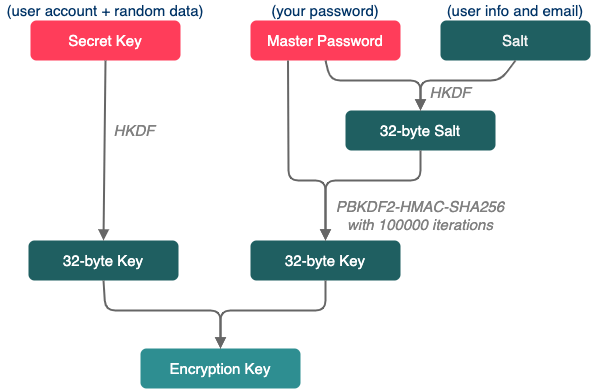 (user account + random data)
(your password)
(user info and email)
Secret Key
Master Password
Salt
HKDF
HKDF
32-byte Salt
PBKDF2-HMAC-SHA256
with 100000 iterations
32-byte Key
32-byte Key
Encryption Key